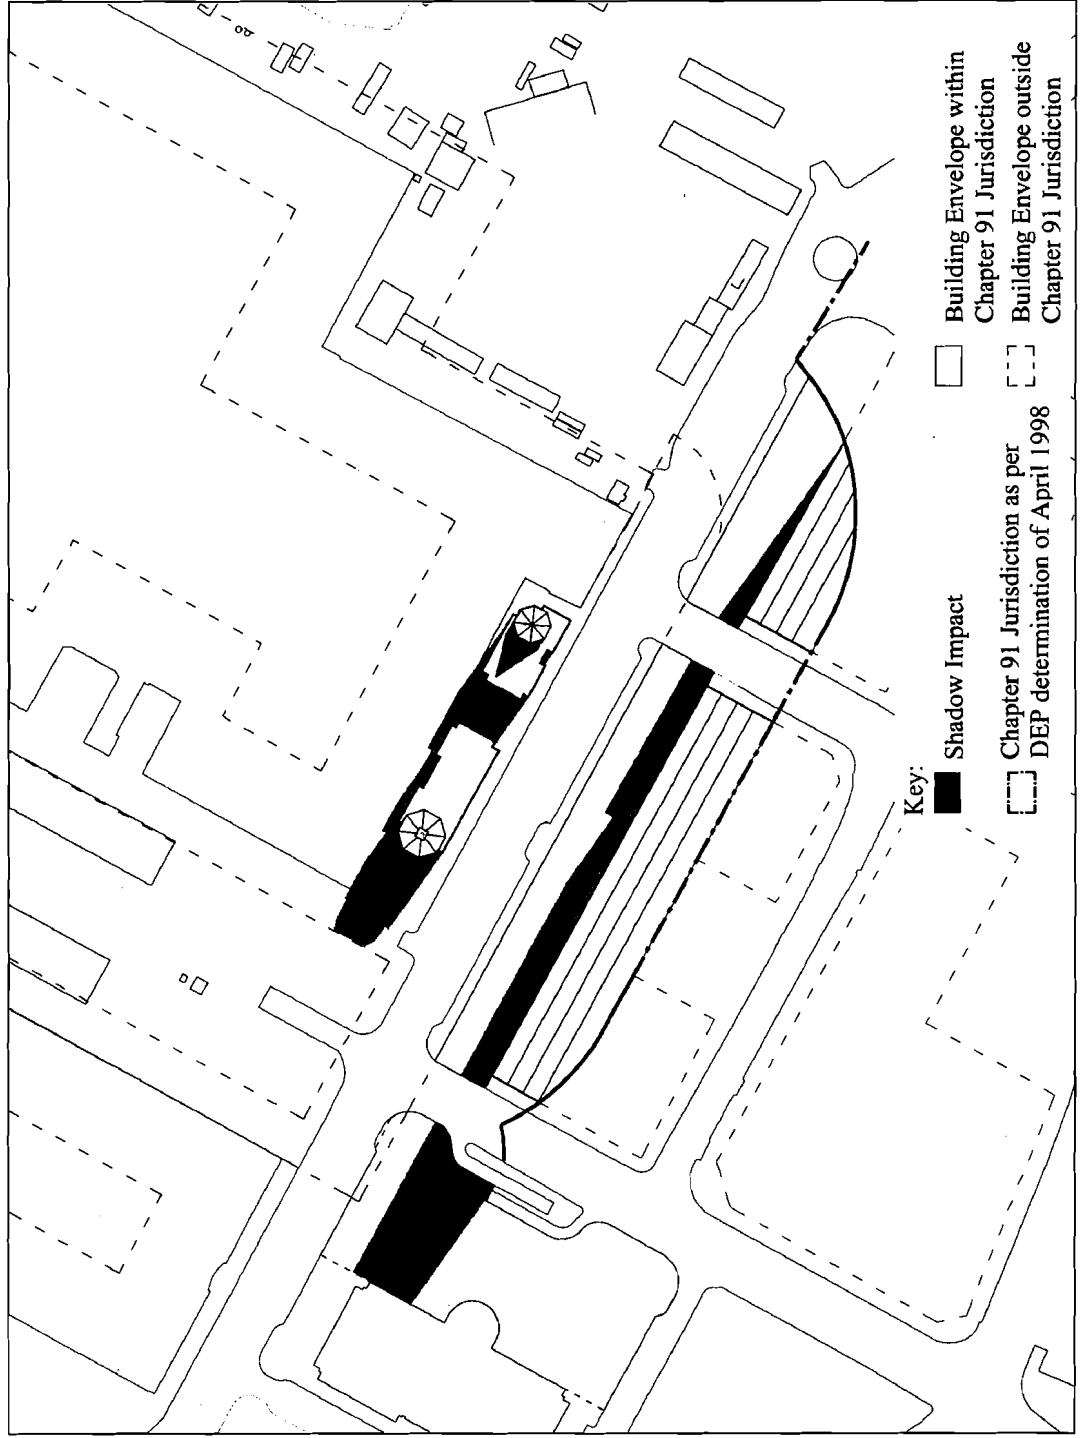 Key:
Shadow Impact
Chapter 91 Jurisdiction as per
DEP determination of April 1998
Building Envelope within
Chapter 91 Jurisdiction
Building Envelope outside
Chapter 91 Jurisdiction